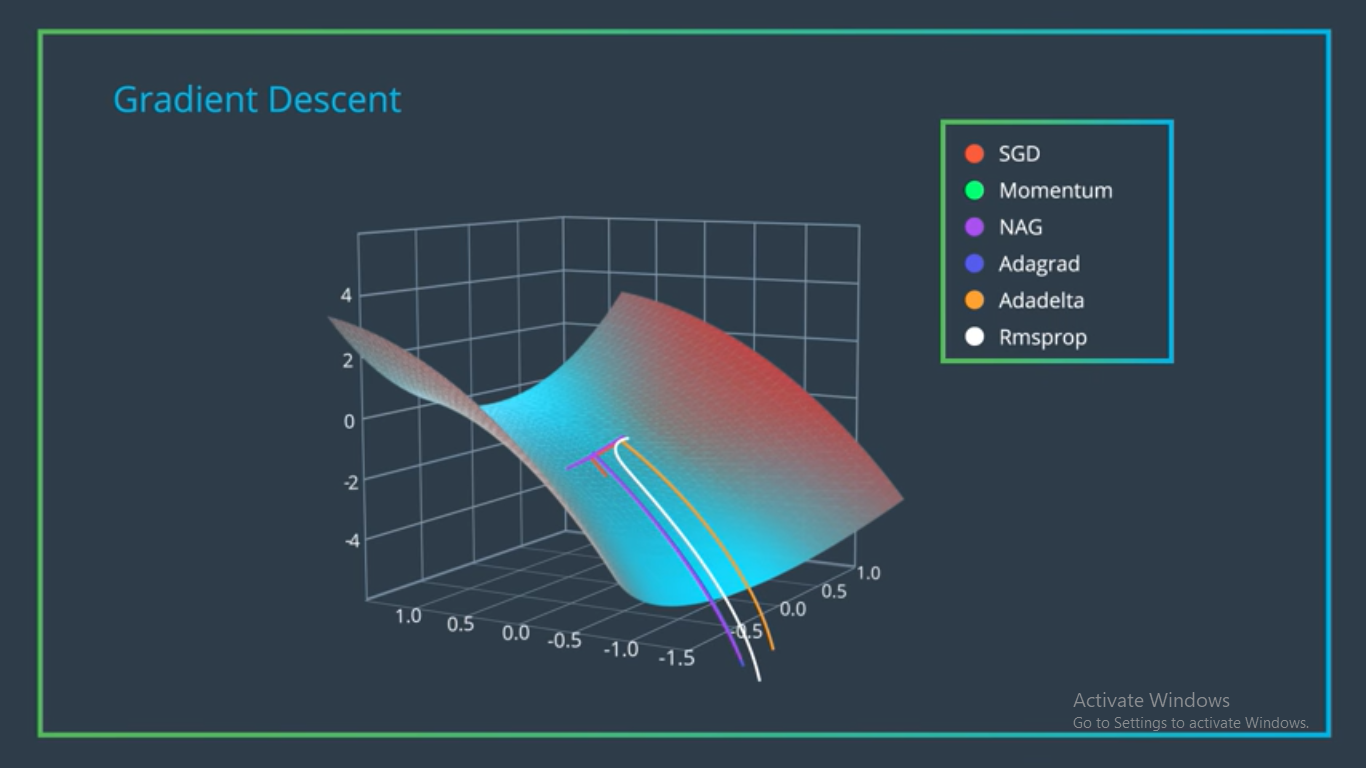 Gradient Descent
SGD
Momentum
NAG
Adagrad
Adadelta
Rmsprop
4
2
0
-2
-4
1.0
0.5
0.0
-0.5
-1.0
-1.5
-0.5
0.0
0.5
1.0
Activate Windows
Go to Settings to activate Windows.